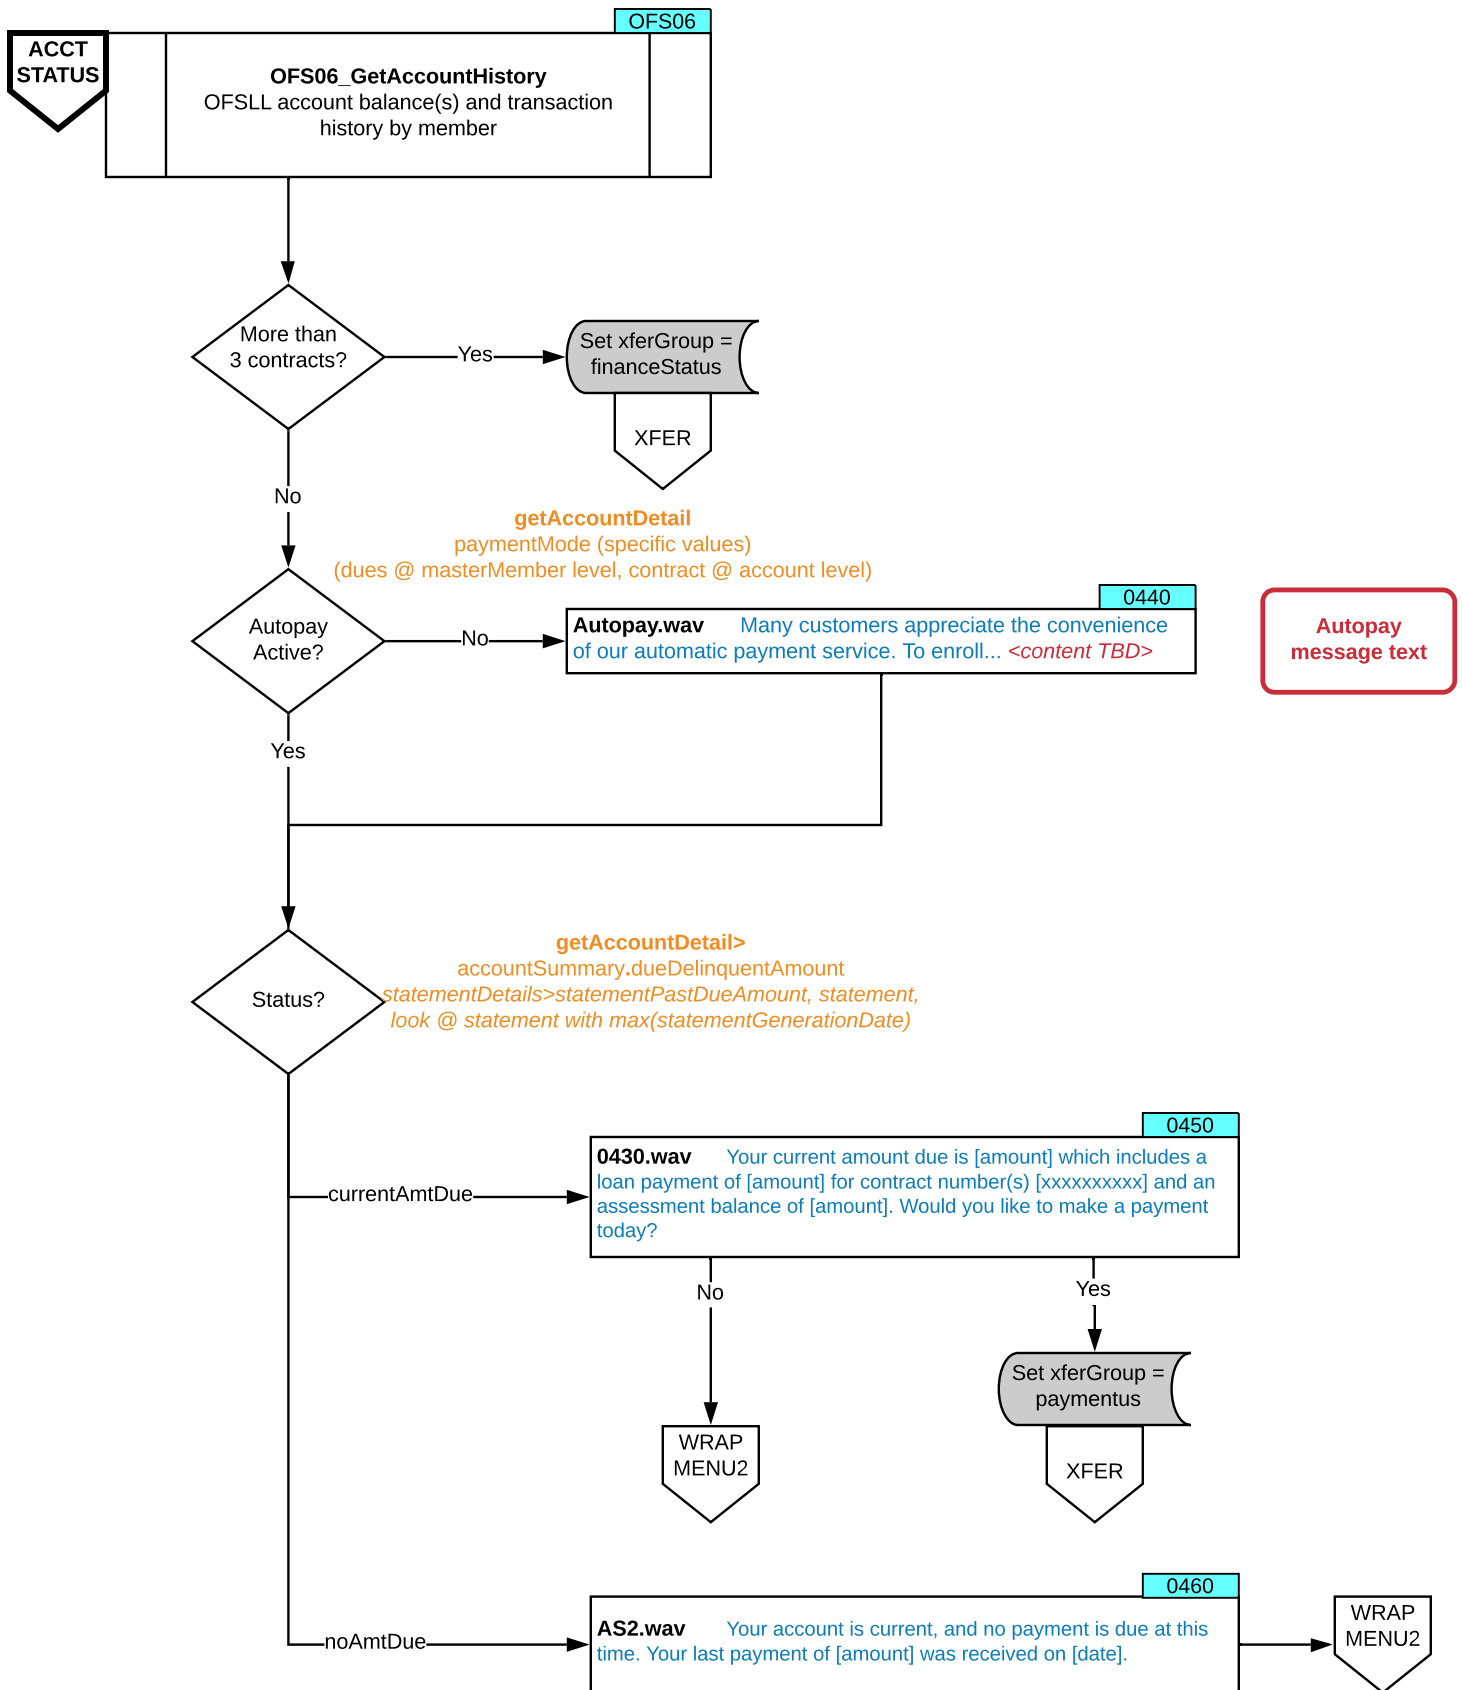 OFS06
ACCT
STATUS
OFS06_GetAccountHistory
OFSLL account balance(s) and transaction
history by member
More than
3 contracts?
Yes
Set xferGroup =
financeStatus
XFER
No
getAccountDetail
paymentMode (specific values)
(dues @ masterMember level, contract @ account level)
Autopay
Active?
No
0440
Autopay.wav Many customers appreciate the convenience
of our automatic payment service. To enroll... <content TBD>
Autopay
message text
Yes
Status?
getAccountDetail>
accountSummary.dueDelinquentAmount
statementDetails>statementPastDueAmount, statement,
look @ statement with max(statementGenerationDate)
currentAmtDue
0450
0430.wav Your current amount due is [amount] which includes a
loan payment of [amount] for contract number(s) [xxxxxxxxxx] and an
assessment balance of [amount]. Would you like to make a payment
today?
No
Yes
WRAP
MENU2
Set xferGroup =
paymentus
XFER
noAmtDue
0460
AS2.wav Your account is current, and no payment is due at this
time. Your last payment of [amount] was received on [date].
WRAP
MENU2